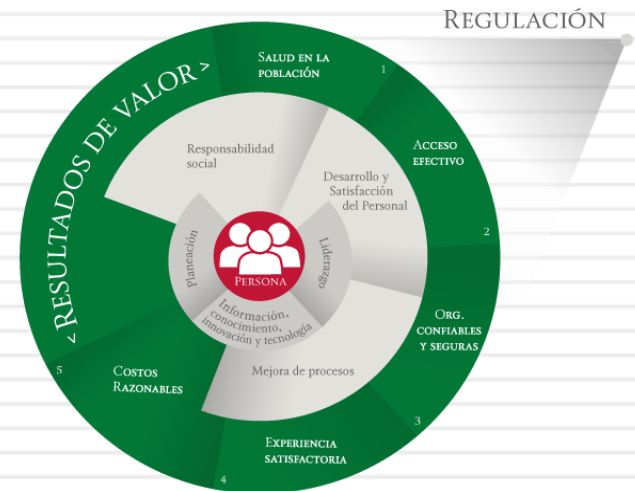 REGULACIÓN
< RESULTADOS DE VALOR >
SALUD EN LA
POBLACIÓN
1
ACCESO
EFECTIVO
2
ORG.
CONFIABLES
Y SEGURAS
3
EXPERIENCIA
SATISFACTORIA
4
COSTOS
RAZONABLES
5
Responsabilidad
social
Desarrollo y
Satisfacción
del Personal
Mejora de procesos
Planeación
Liderazgo
Información,
conocimiento,
innovación y tecnología
PERSONA